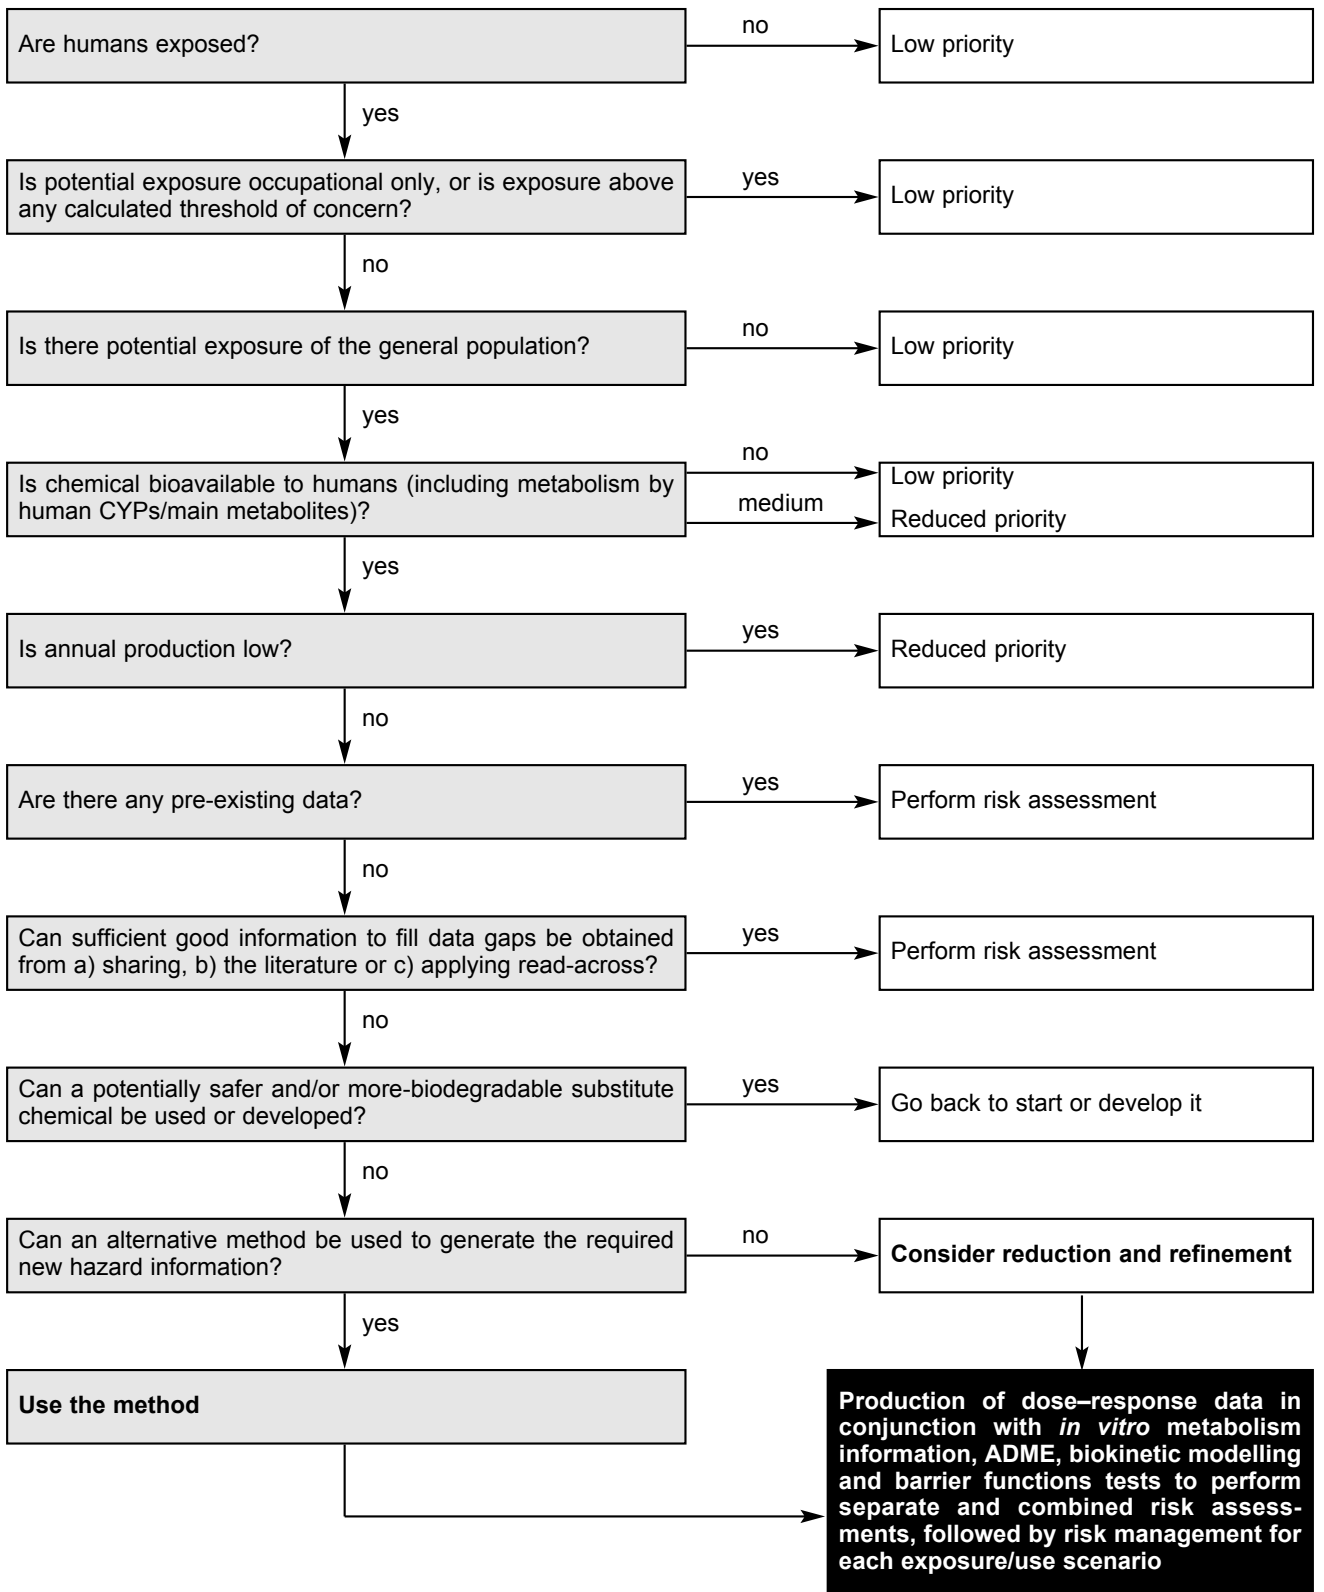 Are humans exposed?
no
Low priority
yes
Is potential exposure occupational only, or is exposure above
any calculated threshold of concern?
yes
Low priority
no
Is there potential exposure of the general population?
no
Low priority
yes
Is chemical bioavailable to humans (including metabolism by
human CYPs/main metabolites)?
no
Low priority
medium
Reduced priority
yes
Is annual production low?
yes
Reduced priority
no
Are there any pre-existing data?
yes
Perform risk assessment
no
Can sufficient good information to fill data gaps be obtained
from a) sharing, b) the literature or c) applying read-across?
yes
Perform risk assessment
no
Can a potentially safer and/or more-biodegradable substitute
chemical be used or developed?
yes
Go back to start or develop it
no
Can an alternative method be used to generate the required
new hazard information?
no
Consider reduction and refinement
yes
Use the method
Production of dose–response data in
conjunction with in vitro metabolism
information, ADME, biokinetic modelling
and barrier functions tests to perform
separate and combined risk assess-
ments, followed by risk management for
each exposure/use scenario